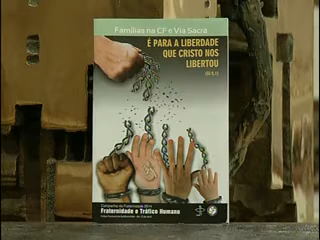 Famílias na CF e Via Sacra
É PARA A LIBERDADE
QUE CRISTO NOS
LIBERTOU
(Gl 5,1)
Campanha da Fraternidade 2014
Fraternidade e Tráfico Humano